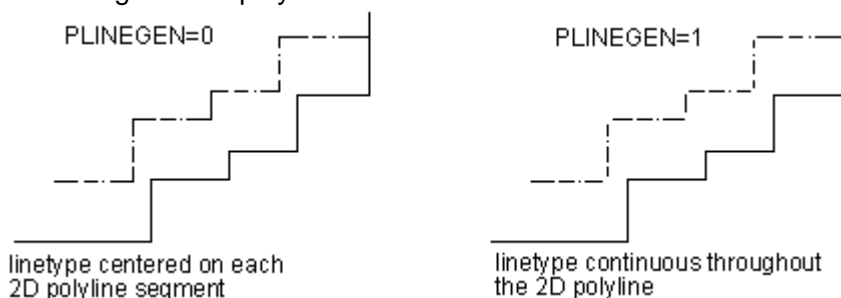 PLINEGEN=0
PLINEGEN=1
linetype centered on each
2D polyline segment
linetype continuous throughout
the 2D polyline